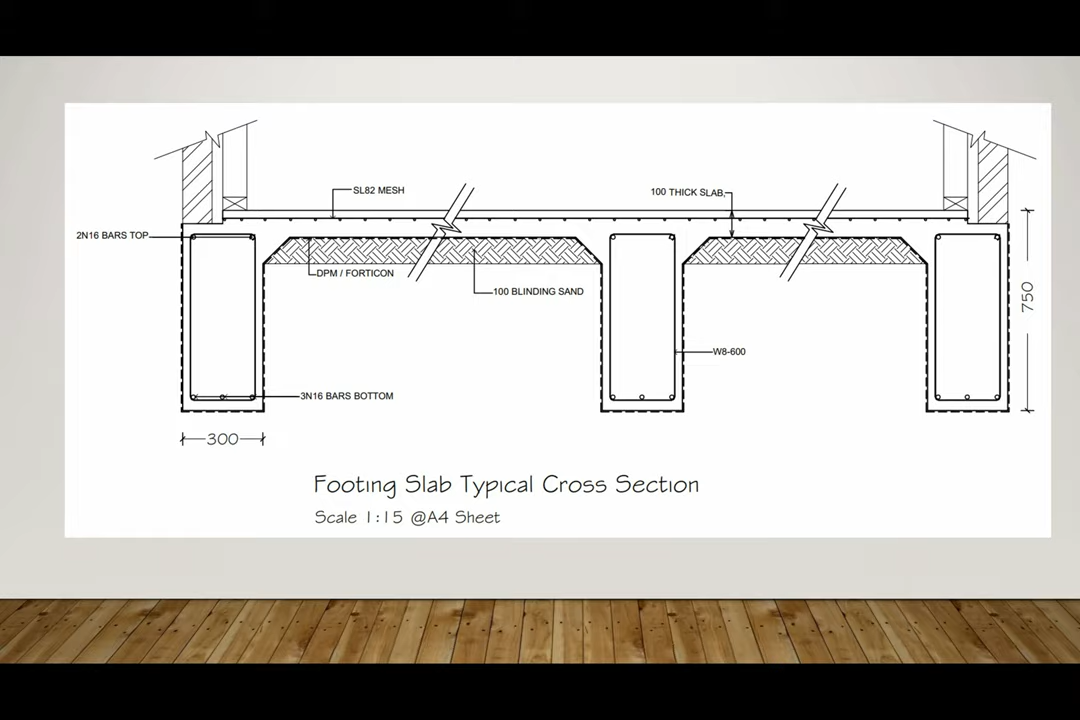 SL82 MESH
100 THICK SLAB,
2N16 BARS TOP
DPM / FORTICON
100 BLINDING SAND
750
W8-600
3N16 BARS BOTTOM
300
Footing Slab Typical Cross Section
Scale 1:15 @A4 Sheet